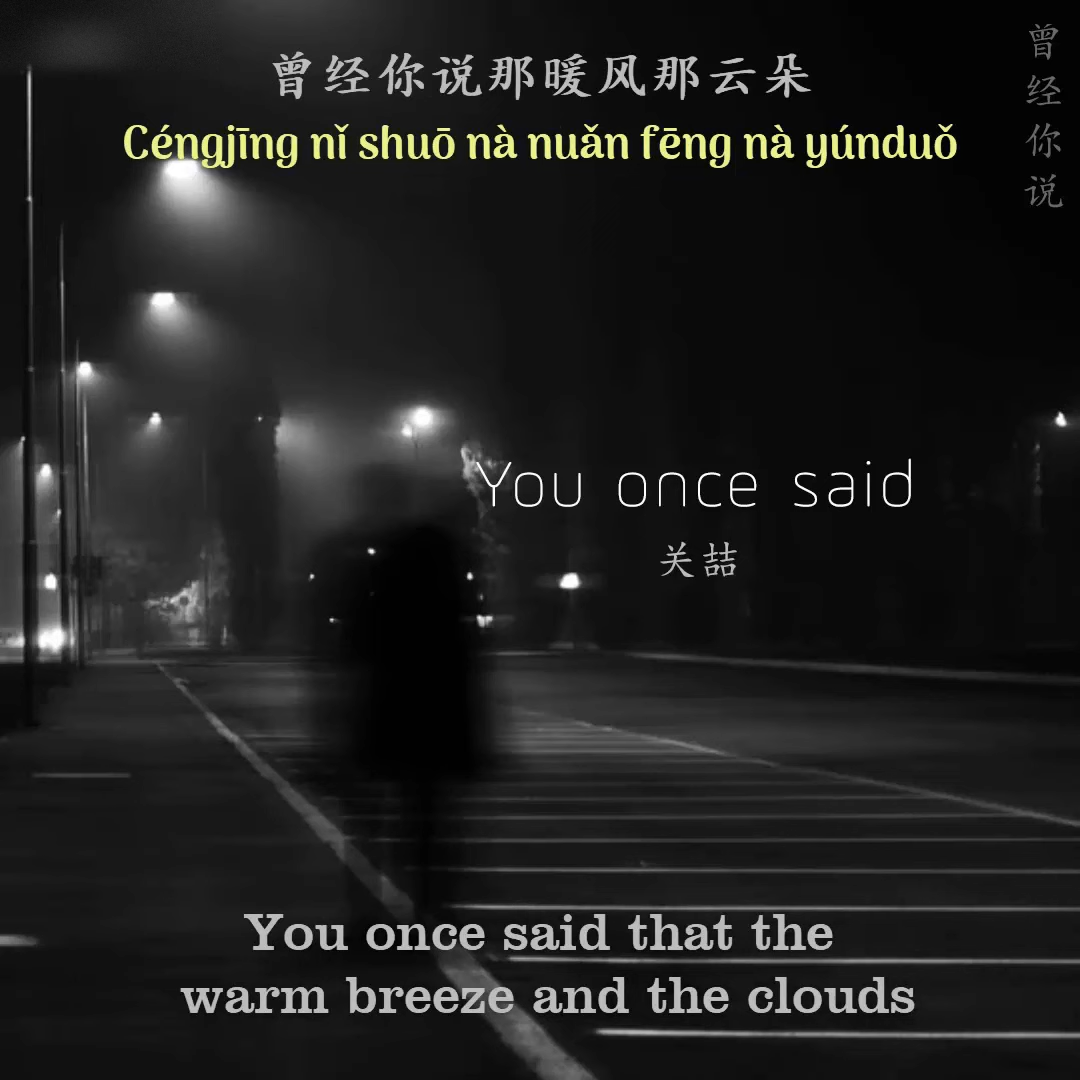 曾经你说那暖风那云朵
Céngjīng nǐ shuō nà nuǎn fēng nà yúnduǒ
曾经你说
You once said
关喆
You once said that the
warm breeze and the clouds